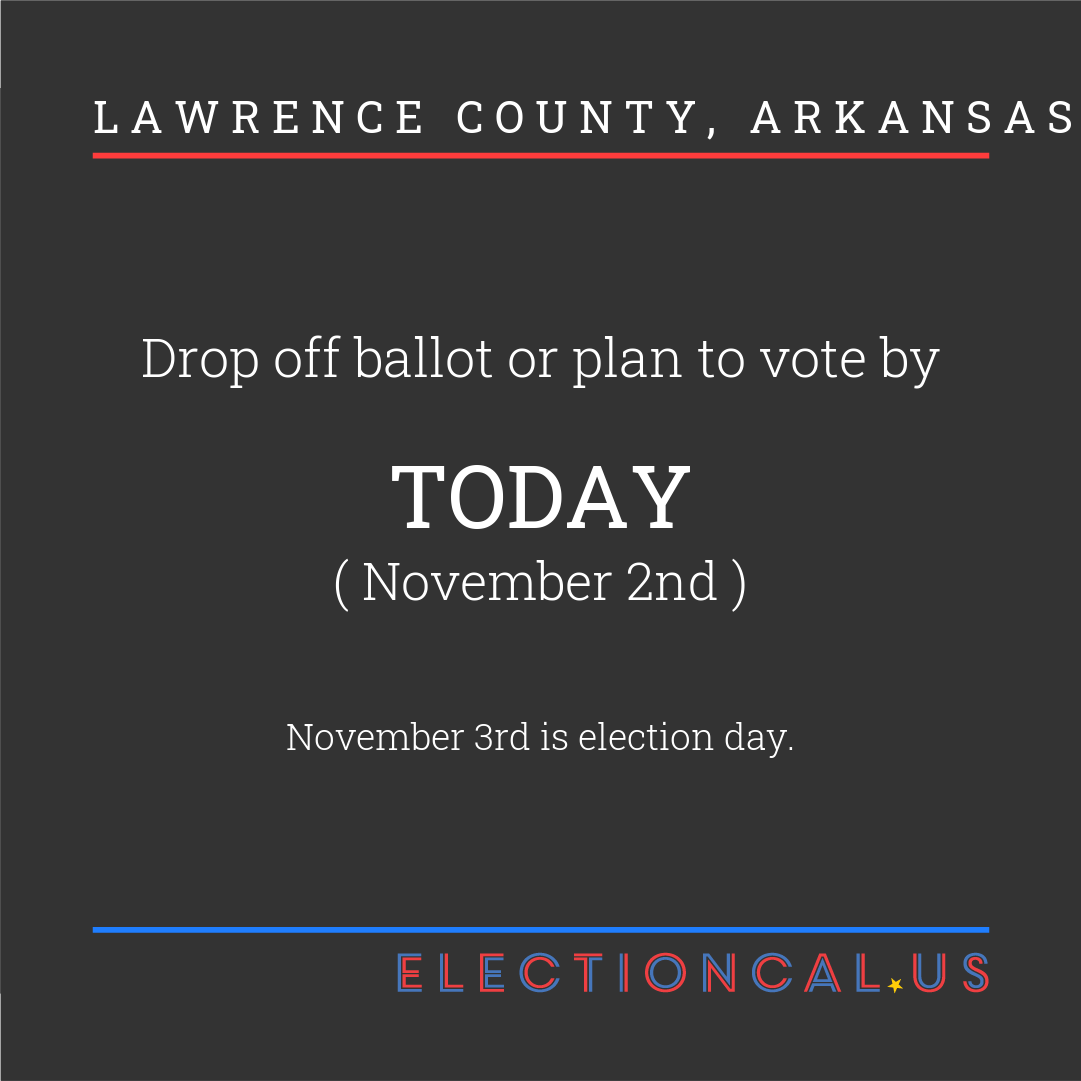 LAWRENCE COUNTY, ARKANSAS
Drop off ballot or plan to vote by
TODAY
( November 2nd )
November 3rd is election day.
ELECTIONCAL.US